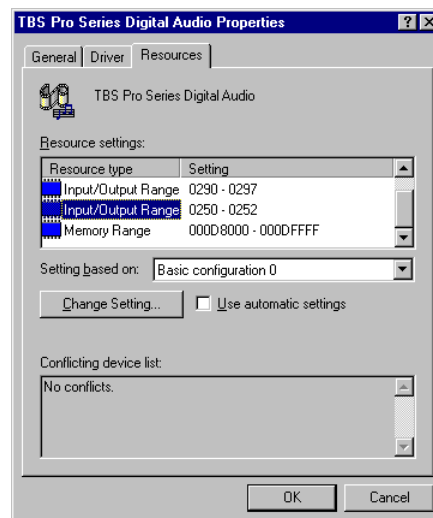 TBS Pro Series Digital Audio Properties
General Driver Resources
TBS Pro Series Digital Audio
Resource settings:
Resource type Setting
Input/Output Range 0290 - 0297
Input/Output Range 0250 - 0252
Memory Range 000D8000 - 000DFFFF
Setting based on: Basic configuration 0
Change Setting... Use automatic settings
Conflicting device list:
No conflicts.
OK Cancel